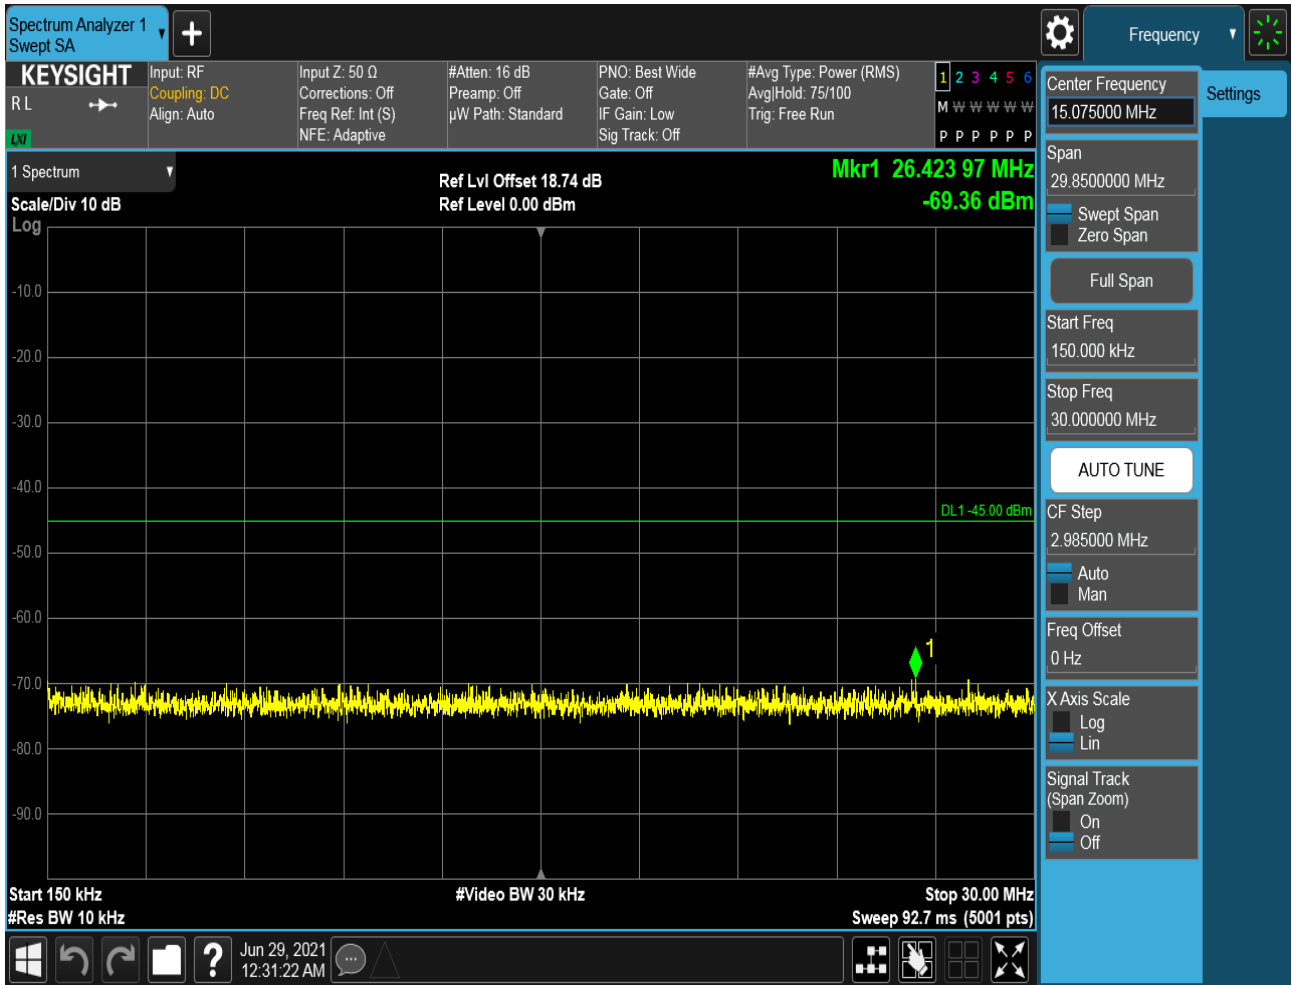 Spectrum Analyzer 1
Swept SA
Frequency
KEYSIGHT
R L
LXI
Input: RF
Coupling: DC
Align: Auto
Input Z: 50 Ω
Corrections: Off
Freq Ref: Int (S)
NFE: Adaptive
#Atten: 16 dB
Preamp: Off
µW Path: Standard
PNO: Best Wide
Gate: Off
IF Gain: Low
Sig Track: Off
#Avg Type: Power (RMS)
Avg|Hold: 75/100
Trig: Free Run
1 2 3 4 5 6
M W W W W W
P P P P P P
1 Spectrum
Scale/Div 10 dB
Log
Ref Lvl Offset 18.74 dB
Ref Level 0.00 dBm
Mkr1 26.423 97 MHz
-69.36 dBm
-10.0
-20.0
-30.0
-40.0
DL1 -45.00 dBm
-50.0
-60.0
1
-70.0
-80.0
-90.0
Start 150 kHz
#Video BW 30 kHz
Stop 30.00 MHz
#Res BW 10 kHz
Sweep 92.7 ms (5001 pts)
?
Jun 29, 2021
12:31:22 AM
Center Frequency
15.075000 MHz
Settings
Span
29.8500000 MHz
Swept Span
Zero Span
Full Span
Start Freq
150.000 kHz
Stop Freq
30.000000 MHz
AUTO TUNE
CF Step
2.985000 MHz
Auto
Man
Freq Offset
0 Hz
X Axis Scale
Log
Lin
Signal Track
(Span Zoom)
On
Off